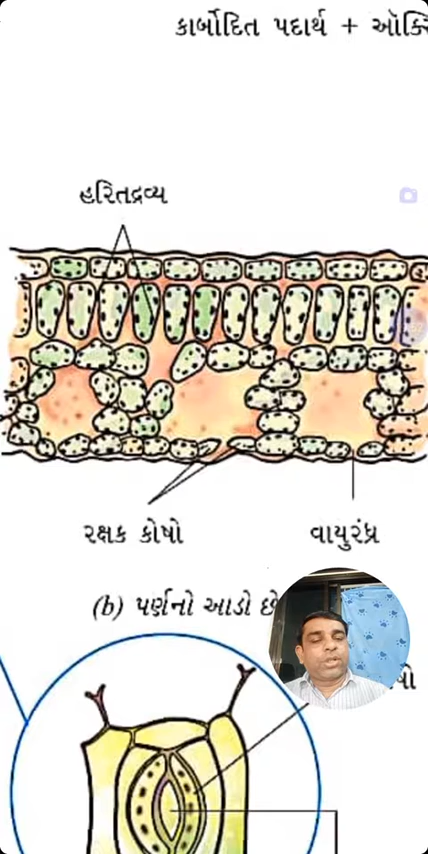 કાર્બોદિત પદાર્થ +
હરિતદ્રવ્ય
રક્ષક કોષો
વાયુરંધ્ર
(b) પર્ણનો આડો